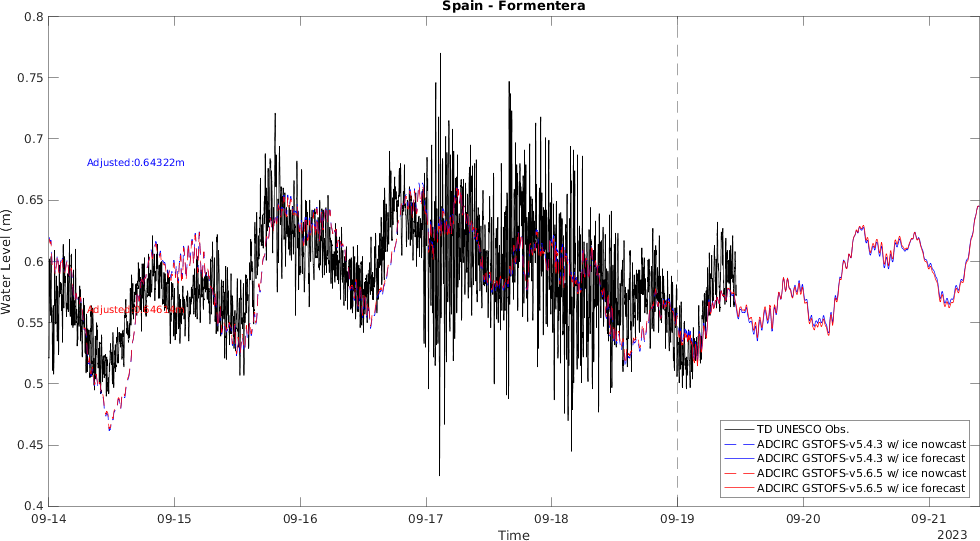 Spain - Formentera
0.8
0.75
0.7
0.65
0.6
0.55
0.5
0.45
0.4
Water Level (m)
Adjusted:0.64322m
TD UNESCO Obs.
ADCIRC GSTOFS-v5.4.3 w/ ice nowcast
ADCIRC GSTOFS-v5.4.3 w/ ice forecast
ADCIRC GSTOFS-v5.6.5 w/ ice nowcast
ADCIRC GSTOFS-v5.6.5 w/ ice forecast
09-14 09-15 09-16 09-17 09-18 09-19 09-20 09-21
Time
2023